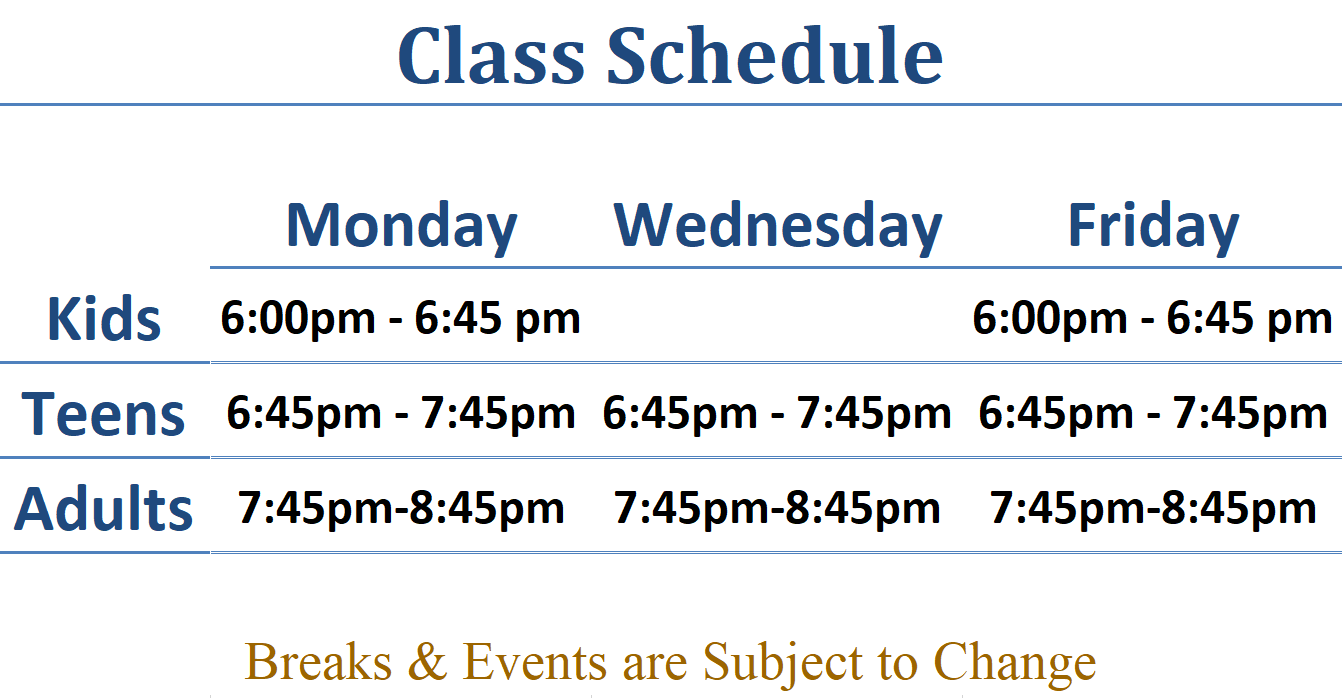 Class Schedule
Monday Wednesday Friday
Kids 6:00pm - 6:45 pm 6:00pm - 6:45 pm
Teens 6:45pm - 7:45pm 6:45pm - 7:45pm 6:45pm - 7:45pm
Adults 7:45pm-8:45pm 7:45pm-8:45pm 7:45pm-8:45pm
Breaks & Events are Subject to Change